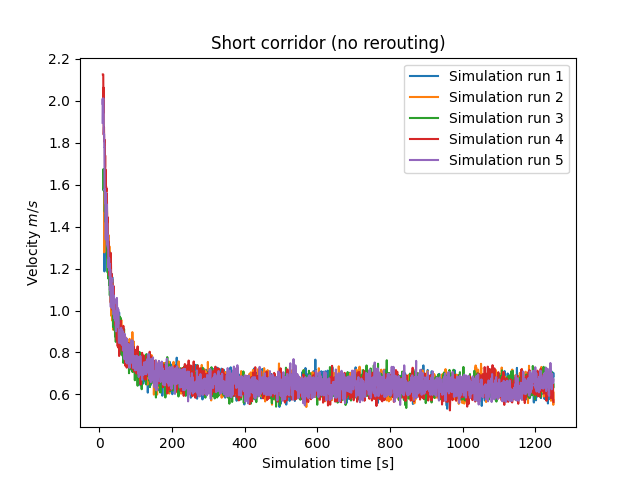 Short corridor (no rerouting)
2.2
2.0
1.8
1.6
1.4
1.2
1.0
0.8
0.6
Velocity m/s
Simulation run 1
Simulation run 2
Simulation run 3
Simulation run 4
Simulation run 5
0 200 400 600 800 1000 1200
Simulation time [s]